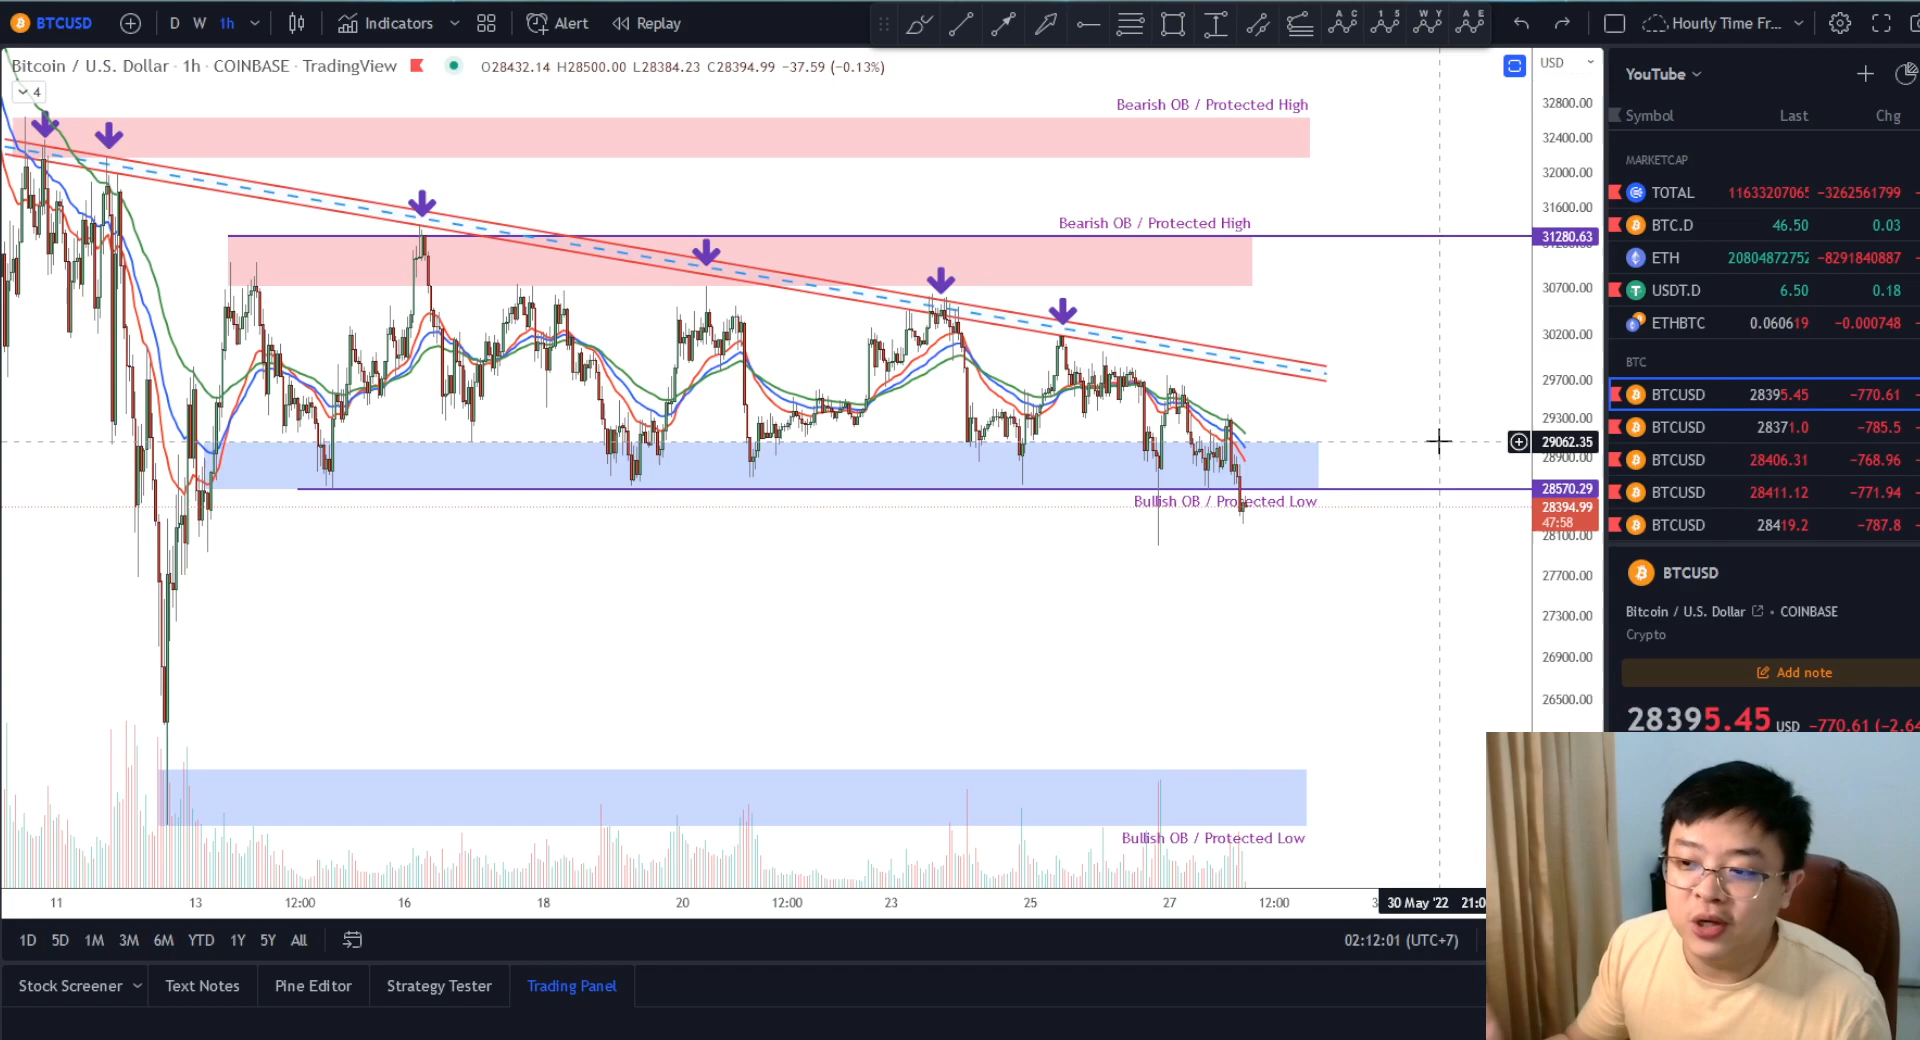 BTCUSD D W 1h Indicators Alert Replay Hourly Time Fr...
Bitcoin / U.S. Dollar · 1h · COINBASE · TradingView O28432.14 H28500.00 L28384.23 C28394.99 −37.59 (−0.13%)
4
Bearish OB / Protected High
Bearish OB / Protected High
Bullish OB / Protected Low
Bullish OB / Protected Low
USD
32800.00
32400.00
32000.00
31600.00
31280.63
30700.00
30200.00
29700.00
29300.00
29062.35
28900.00
28570.29
28394.99
47:58
28100.00
27700.00
27300.00
26900.00
26500.00
11 13 12:00 16 18 20 12:00 23 25 27 12:00 30 May '22
1D 5D 1M 3M 6M YTD 1Y 5Y All 02:12:01 (UTC+7)
Stock Screener Text Notes Pine Editor Strategy Tester Trading Panel
YouTube
Symbol Last Chg
MARKETCAP
TOTAL −3262561799
BTC.D 46.50 0.03
ETH 20804872752 −8291840887
USDT.D 6.50 0.18
ETHBTC 0.060619 −0.000748
BTC
BTCUSD 28395.45 −770.61
BTCUSD 28371.0 −785.5
BTCUSD 28406.31 −768.96
BTCUSD 28411.12 −771.94
BTCUSD 28419.2 −787.8
BTCUSD
Bitcoin / U.S. Dollar • COINBASE
Crypto
Add note
28395.45 USD −770.61 (−2.64